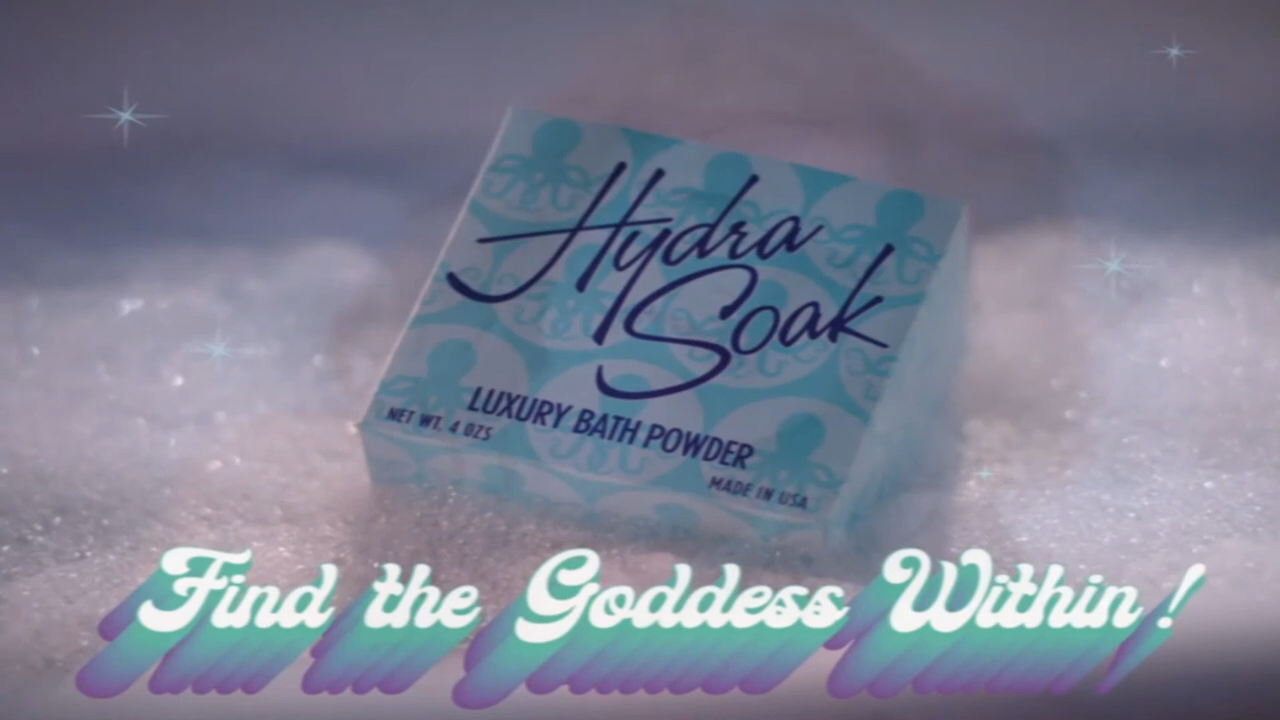 Hydra
Soak
LUXURY BATH POWDER
NET WT. 4 OZS
MADE IN USA
Find the Goddess Within!